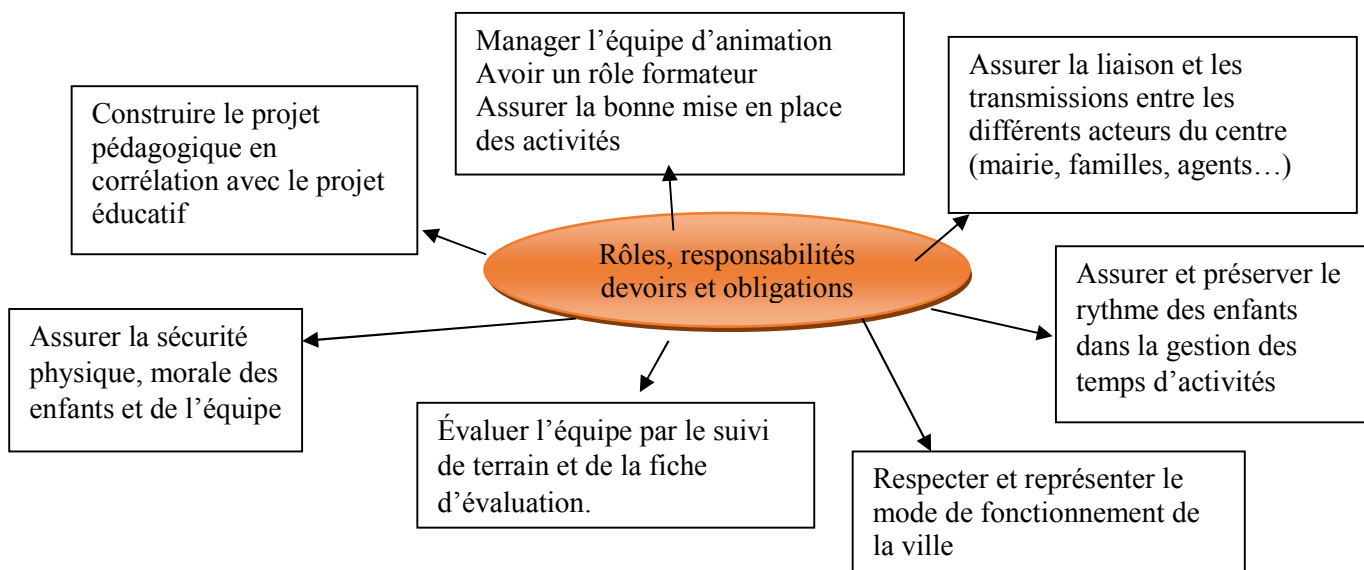 Manager l’équipe d’animation
Avoir un rôle formateur
Assurer la bonne mise en place
des activités
Assurer la liaison et les
transmissions entre les
différents acteurs du centre
(mairie, familles, agents…)
Construire le projet
pédagogique en
corrélation avec le projet
éducatif
Rôles, responsabilités
devoirs et obligations
Assurer et préserver le
rythme des enfants
dans la gestion des
temps d’activités
Assurer la sécurité
physique, morale des
enfants et de l’équipe
Évaluer l’équipe par le suivi
de terrain et de la fiche
d’évaluation.
Respecter et représenter le
mode de fonctionnement de
la ville